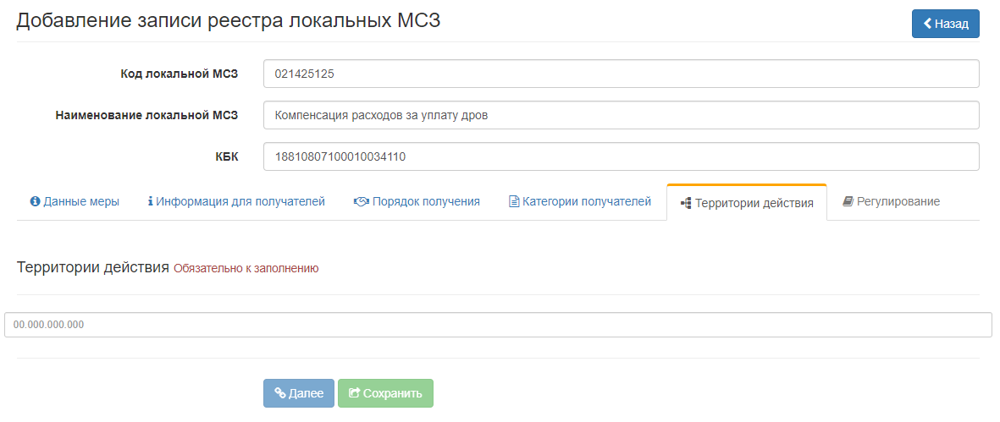 Добавление записи реестра локальных МСЗ
Назад
Код локальной МСЗ 021425125
Наименование локальной МСЗ Компенсация расходов за уплату дров
КБК 18810807100010034110
Данные меры Информация для получателей Порядок получения Категории получателей Территории действия Регулирование
Территории действия Обязательно к заполнению
00.000.000.000
Далее Сохранить